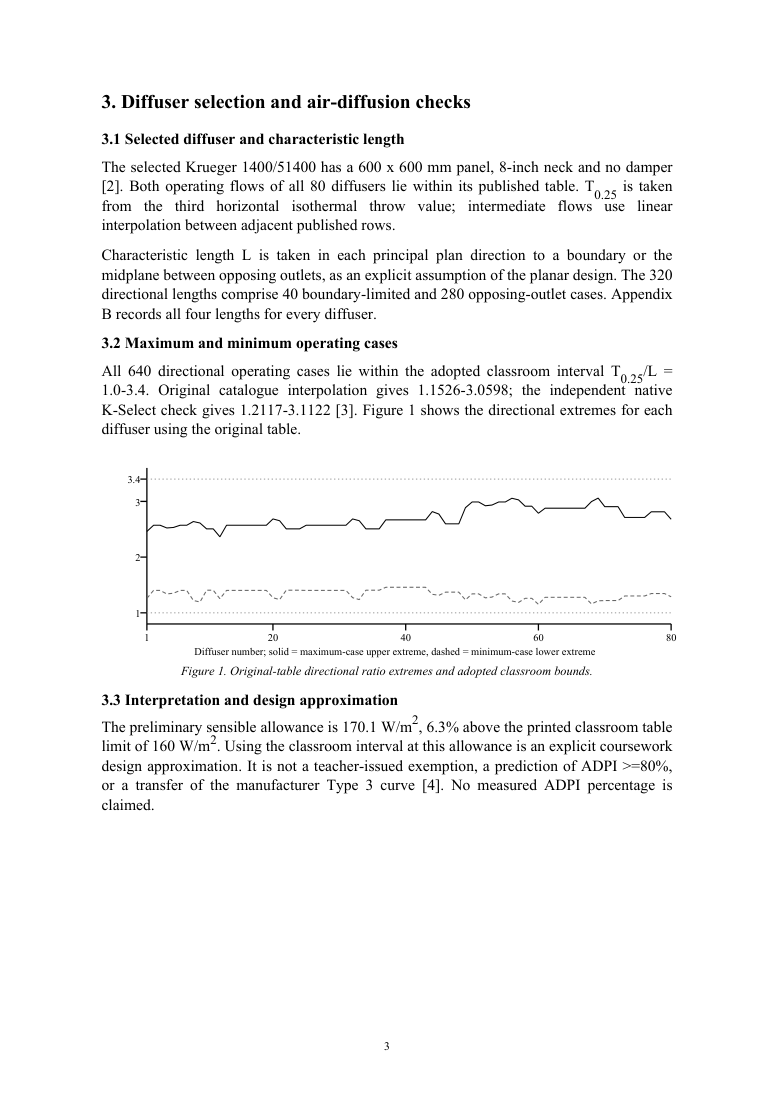 3. Diffuser selection and air-diffusion checks
3.1 Selected diffuser and characteristic length
The selected Krueger 1400/51400 has a 600 x 600 mm panel, 8-inch neck and no damper
[2]. Both operating flows of all 80 diffusers lie within its published table. T0.25 is taken
from the third horizontal isothermal throw value; intermediate flows use linear
interpolation between adjacent published rows.
Characteristic length L is taken in each principal plan direction to a boundary or the
midplane between opposing outlets, as an explicit assumption of the planar design. The 320
directional lengths comprise 40 boundary-limited and 280 opposing-outlet cases. Appendix
B records all four lengths for every diffuser.
3.2 Maximum and minimum operating cases
All 640 directional operating cases lie within the adopted classroom interval T0.25/L =
1.0-3.4. Original catalogue interpolation gives 1.1526-3.0598; the independent native
K-Select check gives 1.2117-3.1122 [3]. Figure 1 shows the directional extremes for each
diffuser using the original table.
3.4
3
2
1
1 20 40 60 80
Diffuser number; solid = maximum-case upper extreme, dashed = minimum-case lower extreme
Figure 1. Original-table directional ratio extremes and adopted classroom bounds.
3.3 Interpretation and design approximation
The preliminary sensible allowance is 170.1 W/m2, 6.3% above the printed classroom table
limit of 160 W/m2. Using the classroom interval at this allowance is an explicit coursework
design approximation. It is not a teacher-issued exemption, a prediction of ADPI >=80%,
or a transfer of the manufacturer Type 3 curve [4]. No measured ADPI percentage is
claimed.
3